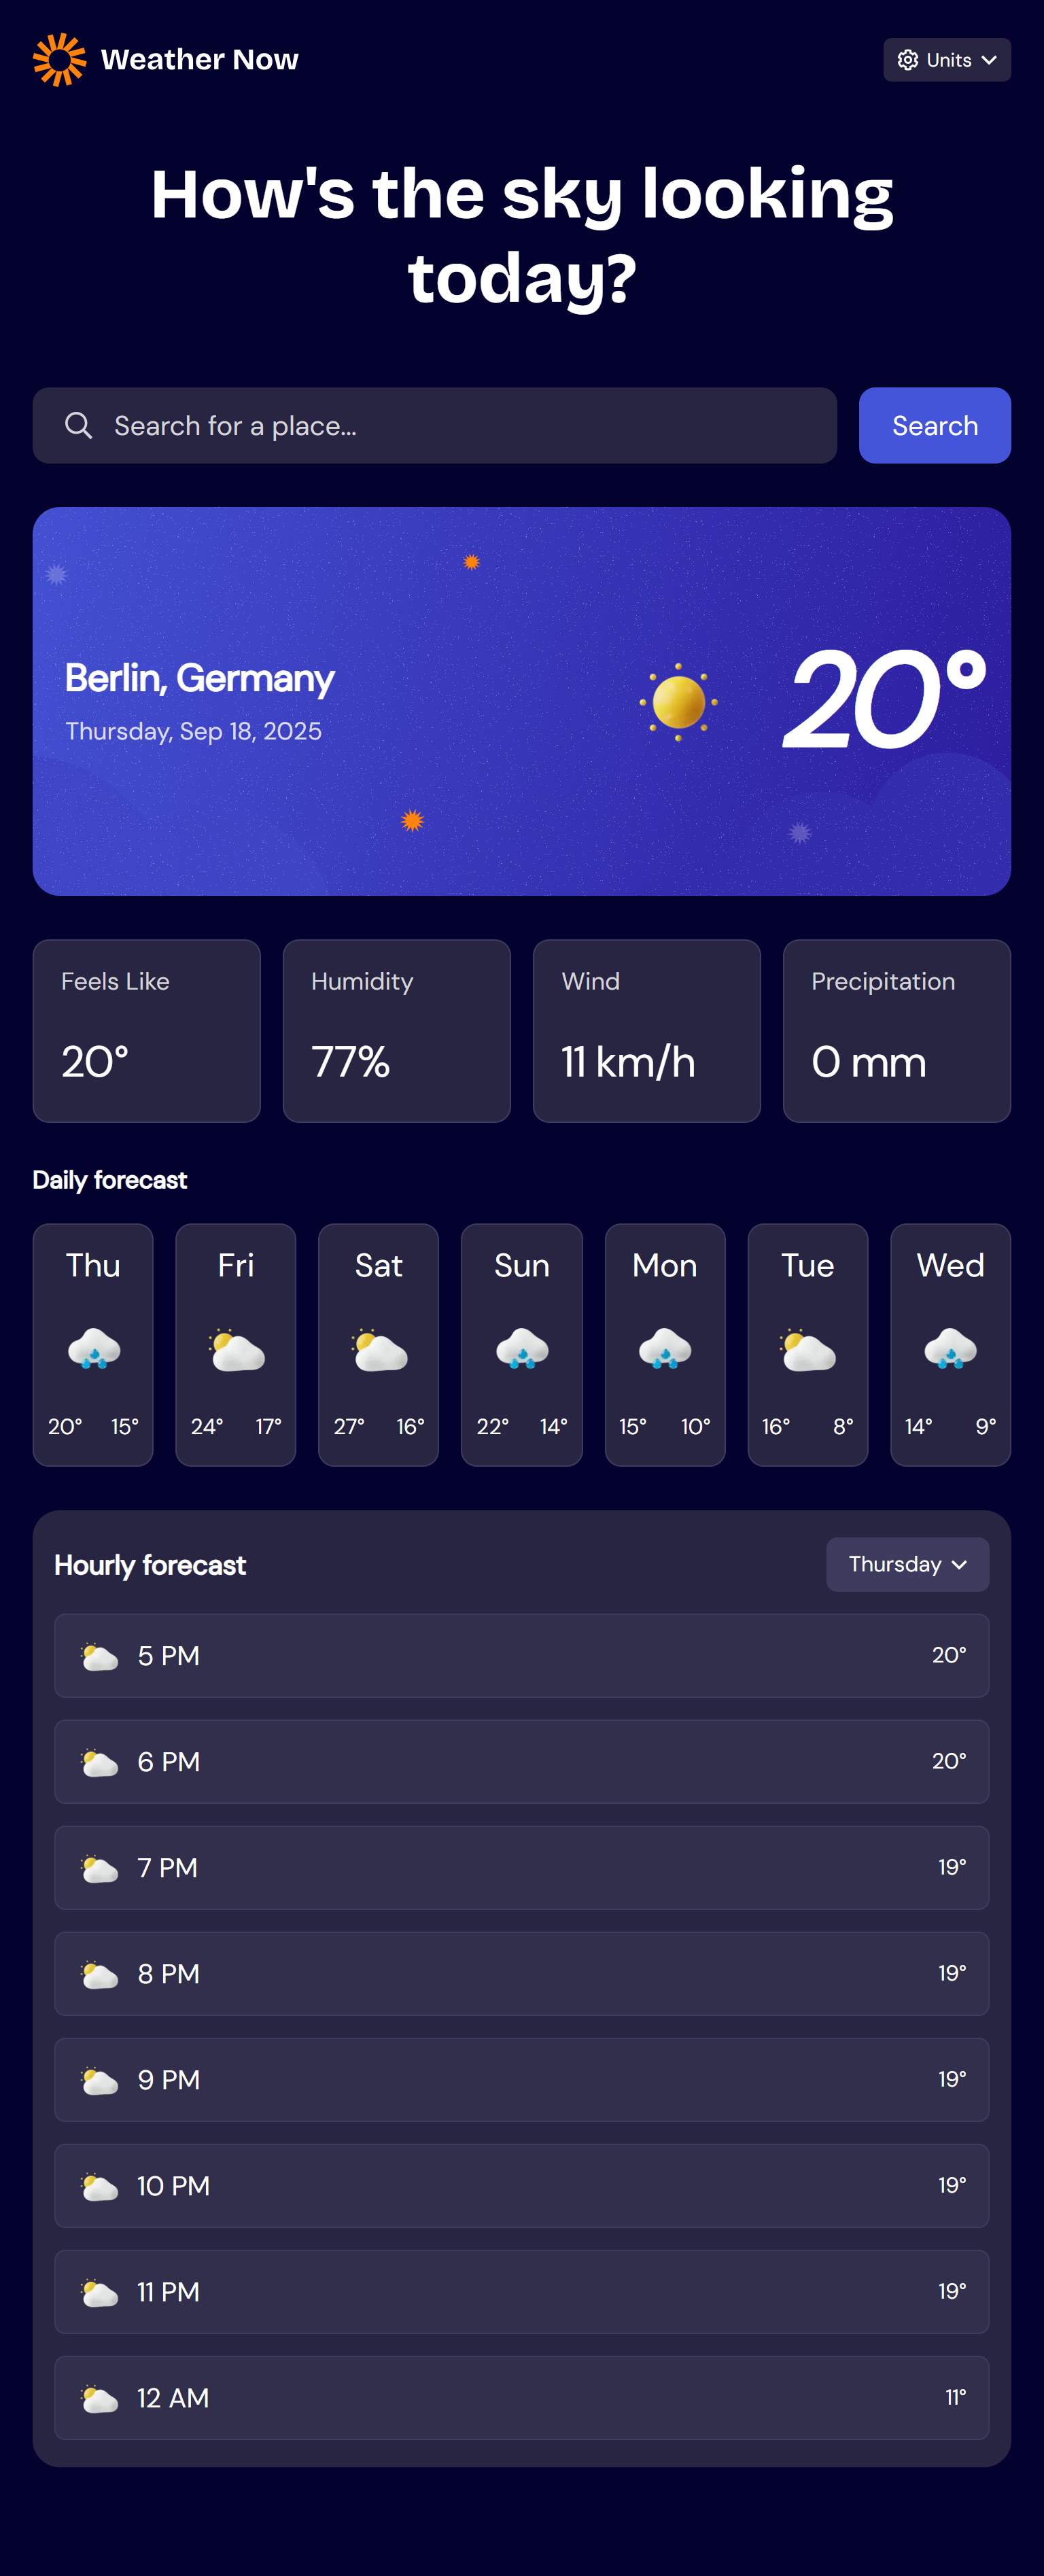 Weather Now
Units
How's the sky looking
today?
Search for a place...
Search
Berlin, Germany
Thursday, Sep 18, 2025
20°
Feels Like
Humidity
Wind
Precipitation
20°
77%
11 km/h
0 mm
Daily forecast
Thu
Fri
Sat
Sun
Mon
Tue
Wed
20° 15°
24° 17°
27° 16°
22° 14°
15° 10°
16° 8°
14° 9°
Hourly forecast
Thursday
5 PM 20°
6 PM 20°
7 PM 19°
8 PM 19°
9 PM 19°
10 PM 19°
11 PM 19°
12 AM 11°